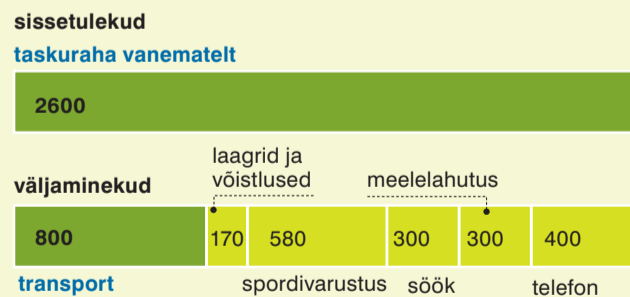 sissetulekud
taskuraha vanematelt
2600
laagrid ja
võistlused
meelelahutus
väljaminekud
800 170 580 300 300 400
transport spordivarustus söök telefon